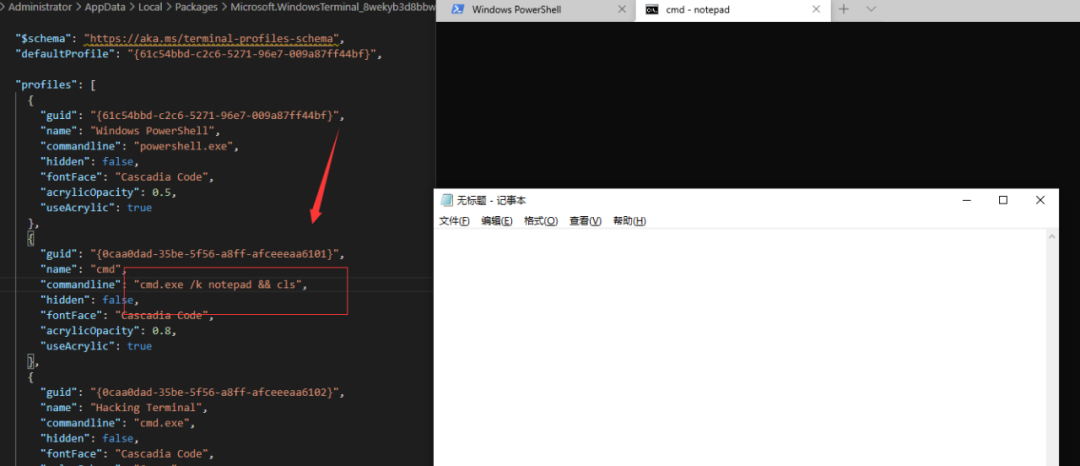 Administrator > AppData > Local > Packages > Microsoft.WindowsTerminal_8wekyb3d8bbw
"$schema": "https://aka.ms/terminal-profiles-schema",
"defaultProfile": "{61c54bbd-c2c6-5271-96e7-009a87ff44bf}",
"profiles": [
{
"guid": "{61c54bbd-c2c6-5271-96e7-009a87ff44bf}",
"name": "Windows PowerShell",
"commandline": "powershell.exe",
"hidden": false,
"fontFace": "Cascadia Code",
"acrylicOpacity": 0.5,
"useAcrylic": true
},
{
"guid": "{0caa0dad-35be-5f56-a8ff-afceeeaa6101}",
"name": "cmd",
"commandline": "cmd.exe /k notepad && cls",
"hidden": false,
"fontFace": "Cascadia Code",
"acrylicOpacity": 0.8,
"useAcrylic": true
},
{
"guid": "{0caa0dad-35be-5f56-a8ff-afceeeaa6102}",
"name": "Hacking Terminal",
"commandline": "cmd.exe",
"hidden": false,
"fontFace": "Cascadia Code",
Windows PowerShell
cmd - notepad
无标题 - 记事本
文件(F) 编辑(E) 格式(O) 查看(V) 帮助(H)